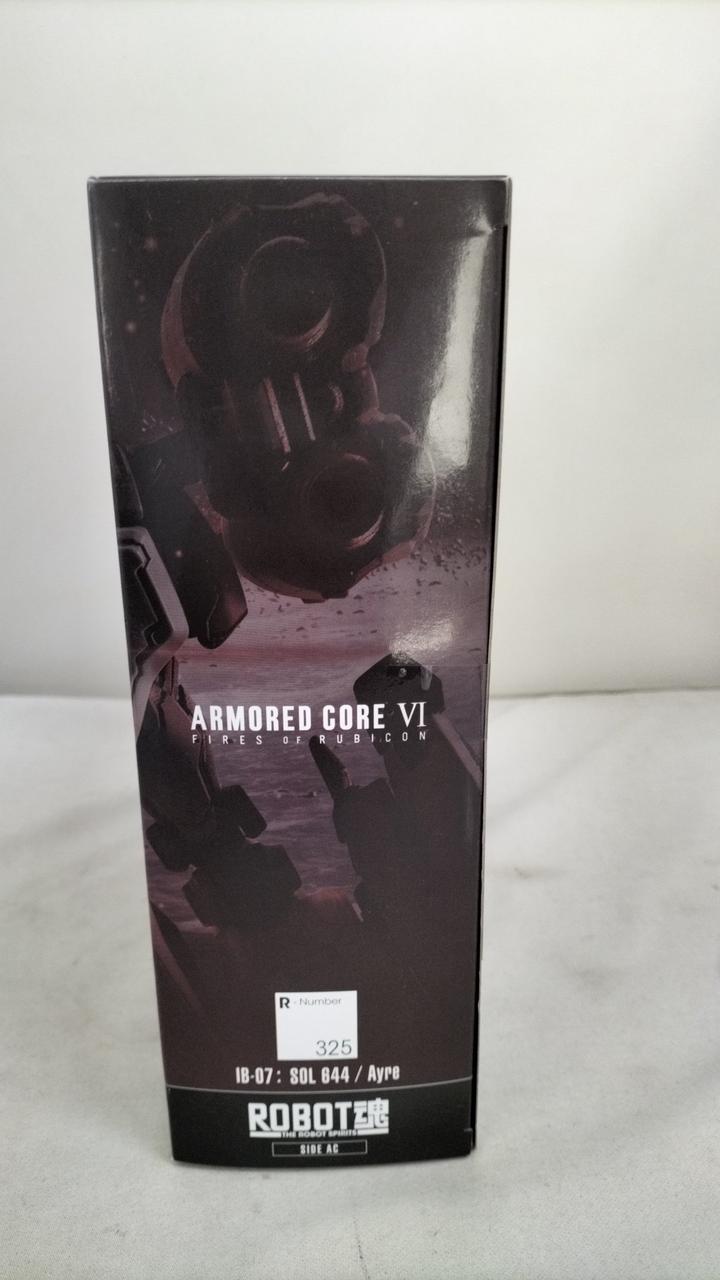 ARMORED CORE VI
FIRES OF RUBICON
R - Number
325
IB-07: SOL 644 / Ayre
ROBOT魂
THE ROBOT SPIRITS
SIDE AC